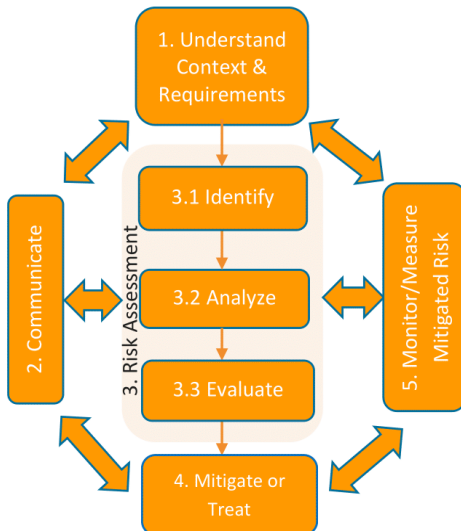 1. Understand
Context &
Requirements
2. Communicate
3. Risk Assessment
3.1 Identify
3.2 Analyze
3.3 Evaluate
5. Monitor/Measure
Mitigated Risk
4. Mitigate or
Treat